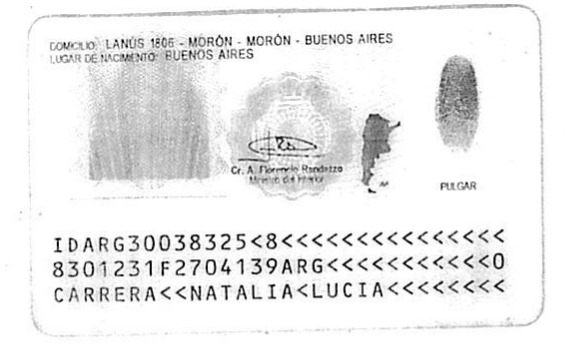 DOMICILIO: LANÚS 1806 - MORÓN - MORÓN - BUENOS AIRES
LUGAR DE NACIMIENTO: BUENOS AIRES
Cr. A. Florencio Randazzo
Ministro del Interior
PULGAR
IDARG30038325<8<<<<<<<<<<<<<<<
8301231F2704139ARG<<<<<<<<<<<0
CARRERA<<NATALIA<LUCIA<<<<<<<<